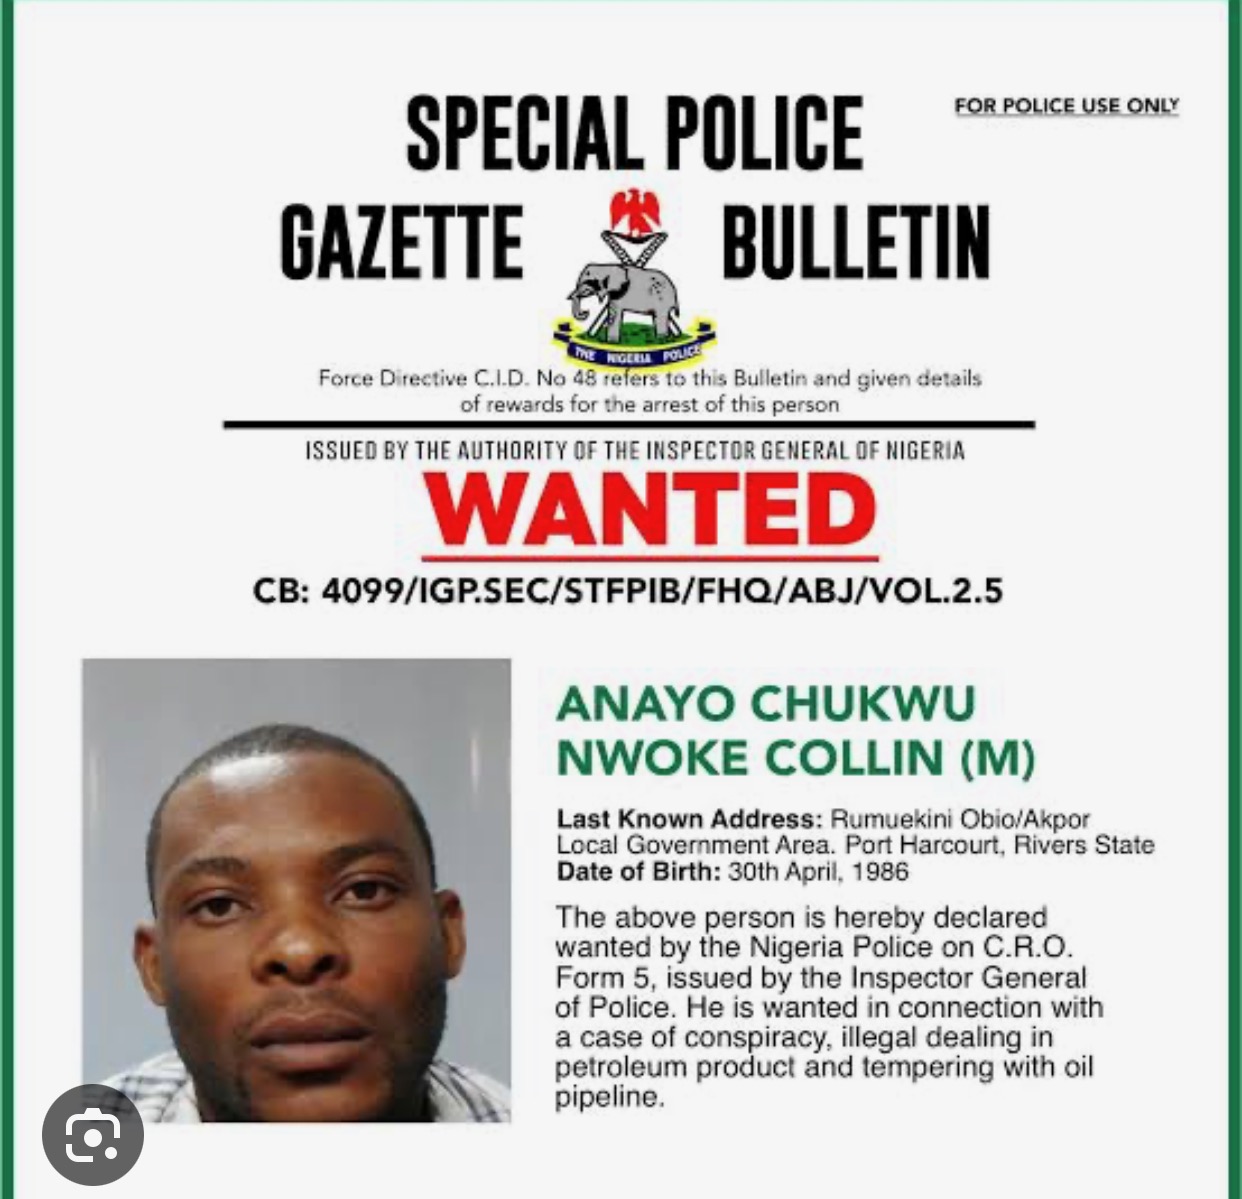 FOR POLICE USE ONLY
SPECIAL POLICE
GAZETTE BULLETIN
THE NIGERIA POLICE
Force Directive C.I.D. No 48 refers to this Bulletin and given details
of rewards for the arrest of this person
ISSUED BY THE AUTHORITY OF THE INSPECTOR GENERAL OF NIGERIA
WANTED
CB: 4099/IGP.SEC/STFPIB/FHQ/ABJ/VOL.2.5
ANAYO CHUKWU
NWOKE COLLIN (M)
Last Known Address: Rumuekini Obio/Akpor
Local Government Area. Port Harcourt, Rivers State
Date of Birth: 30th April, 1986
The above person is hereby declared
wanted by the Nigeria Police on C.R.O.
Form 5, issued by the Inspector General
of Police. He is wanted in connection with
a case of conspiracy, illegal dealing in
petroleum product and tempering with oil
pipeline.